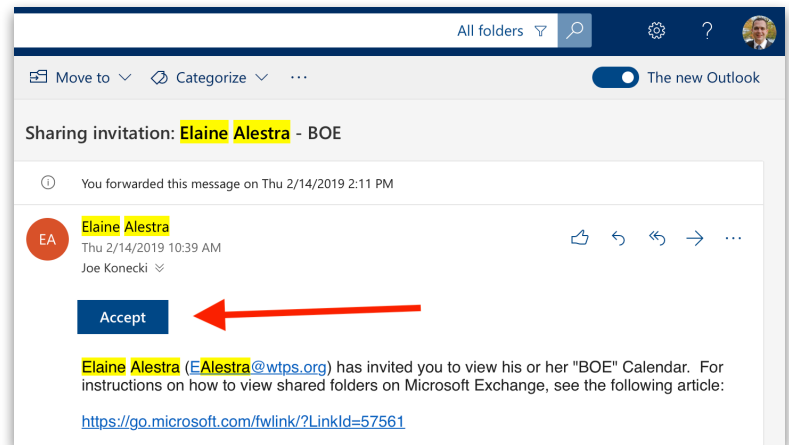 All folders
Move to Categorize ··· The new Outlook
Sharing invitation: Elaine Alestra - BOE
You forwarded this message on Thu 2/14/2019 2:11 PM
EA
Elaine Alestra
Thu 2/14/2019 10:39 AM
Joe Konecki
Accept
Elaine Alestra (EAlestra@wtps.org) has invited you to view his or her "BOE" Calendar. For
instructions on how to view shared folders on Microsoft Exchange, see the following article:
https://go.microsoft.com/fwlink/?LinkId=57561